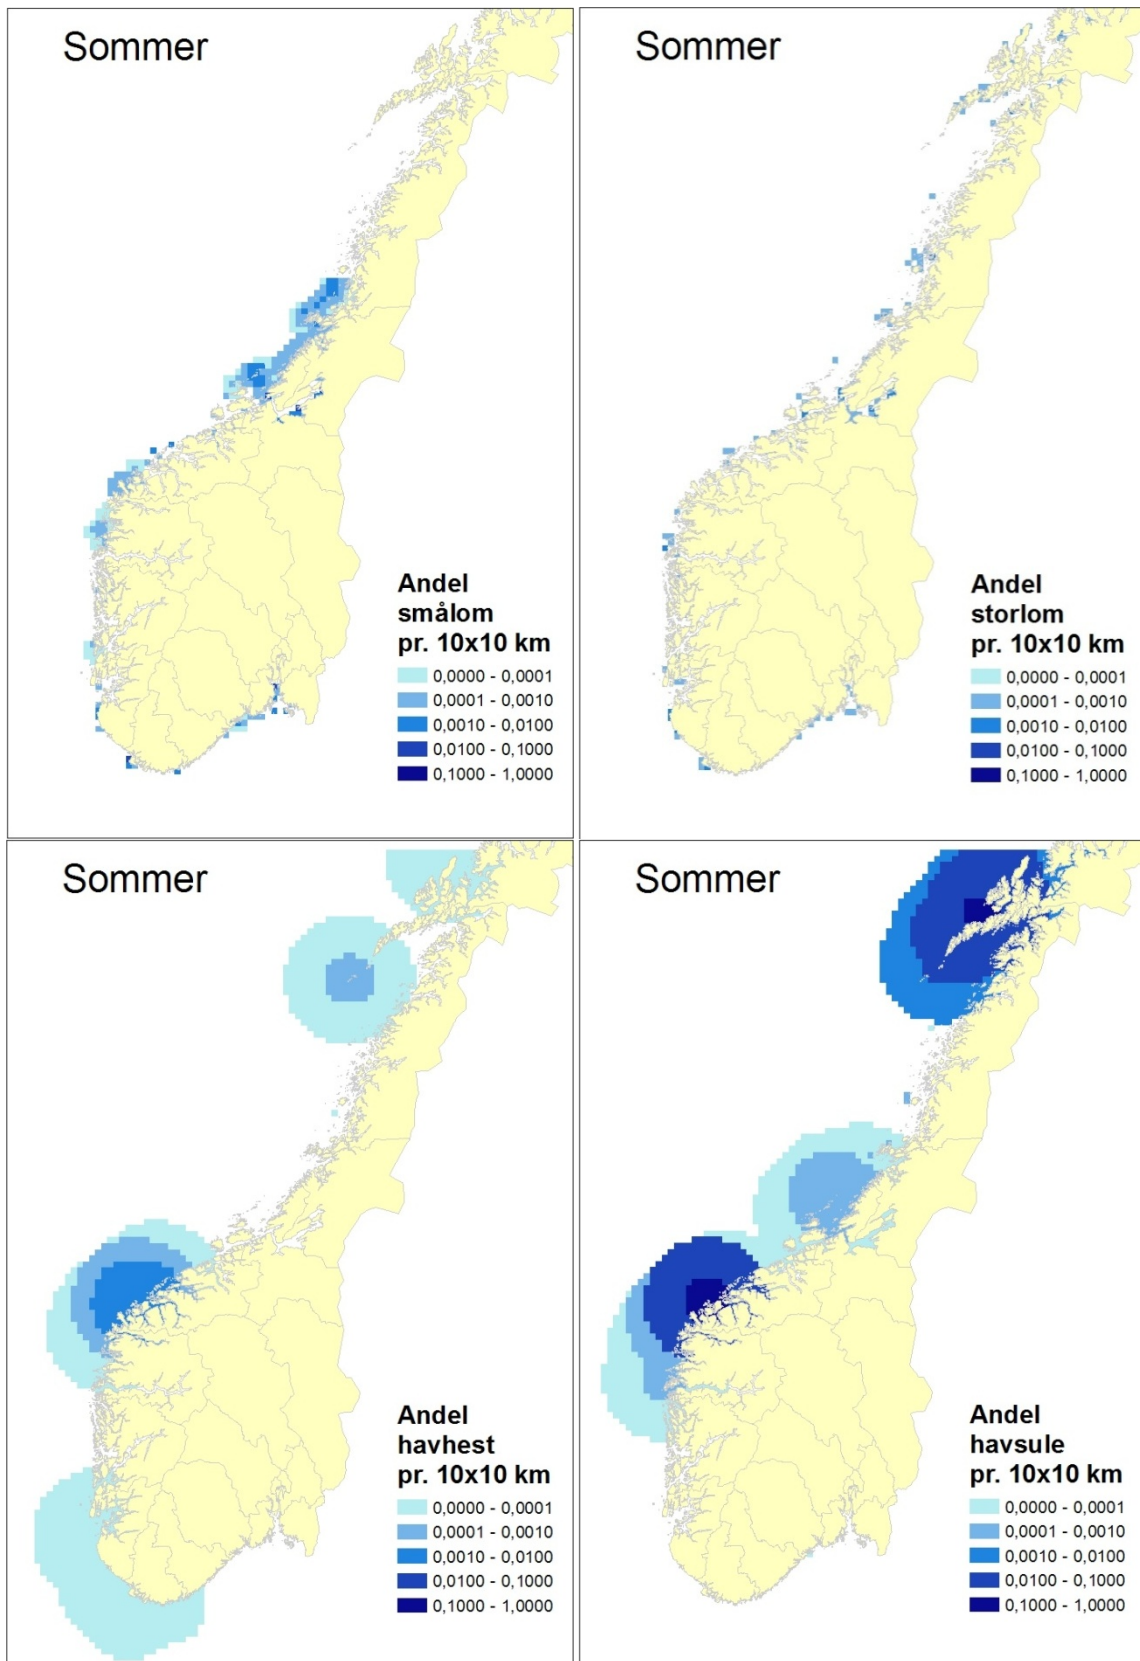 Sommer
Andel
smålom
pr. 10x10 km
0,0000 - 0,0001
0,0001 - 0,0010
0,0010 - 0,0100
0,0100 - 0,1000
0,1000 - 1,0000
Sommer
Andel
storlom
pr. 10x10 km
0,0000 - 0,0001
0,0001 - 0,0010
0,0010 - 0,0100
0,0100 - 0,1000
0,1000 - 1,0000
Sommer
Andel
havhest
pr. 10x10 km
0,0000 - 0,0001
0,0001 - 0,0010
0,0010 - 0,0100
0,0100 - 0,1000
0,1000 - 1,0000
Sommer
Andel
havsule
pr. 10x10 km
0,0000 - 0,0001
0,0001 - 0,0010
0,0010 - 0,0100
0,0100 - 0,1000
0,1000 - 1,0000